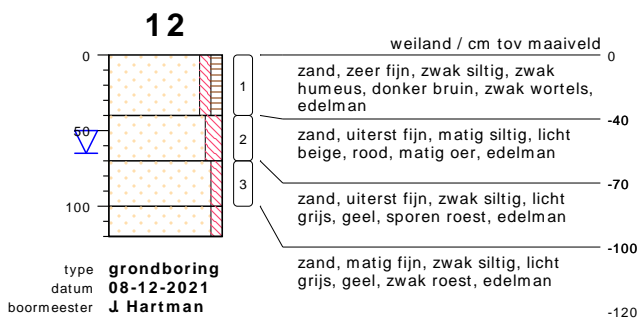 12
weiland / cm tov maaiveld
0
0
zand, zeer fijn, zwak siltig, zwak
humeus, donker bruin, zwak wortels,
edelman
1
-40
50
zand, uiterst fijn, matig siltig, licht
beige, rood, matig oer, edelman
2
-70
3
zand, uiterst fijn, zwak siltig, licht
grijs, geel, sporen roest, edelman
100
-100
zand, matig fijn, zwak siltig, licht
grijs, geel, zwak roest, edelman
-120
type grondboring
datum 08-12-2021
boormeester J Hartman